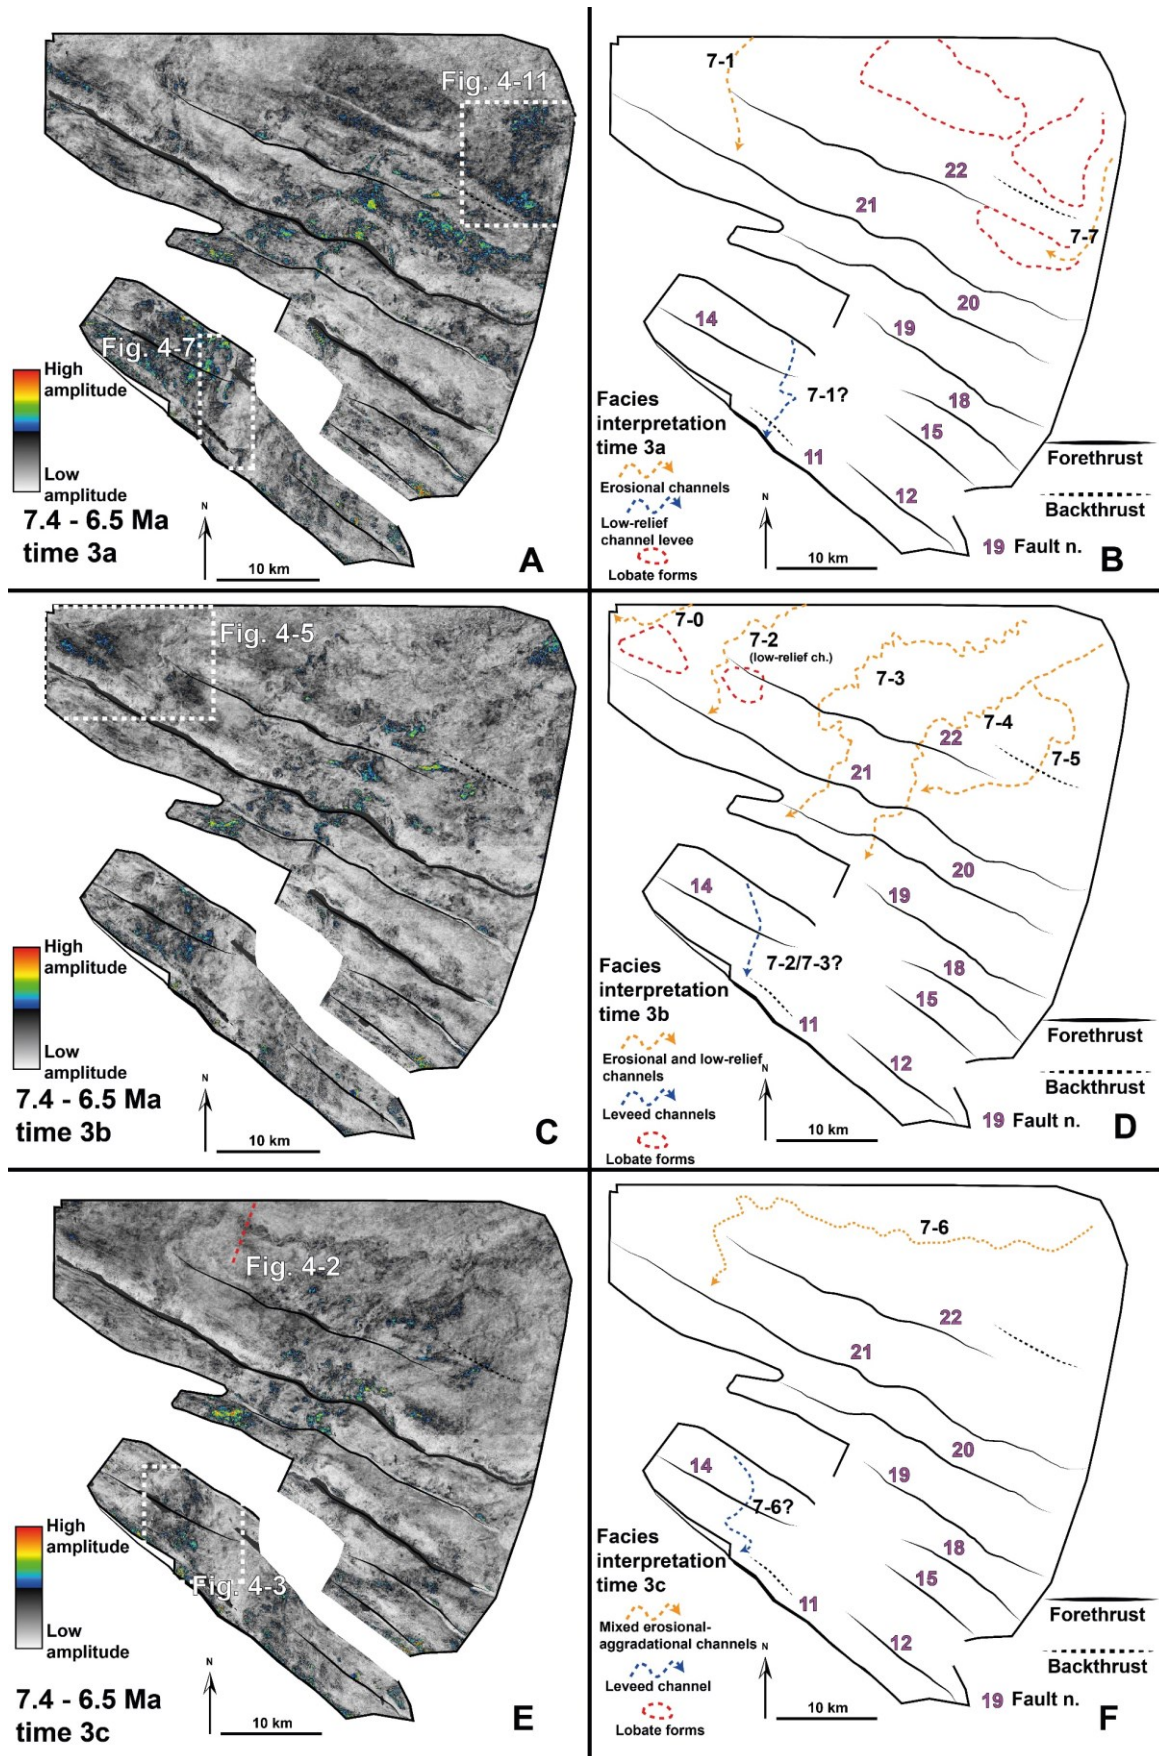 Fig. 4-11
Fig. 4-7
High
amplitude
Low
amplitude
7.4 - 6.5 Ma
time 3a
N
10 km
A
7-1
22
21
7-7
20
19
14
7-1?
18
15
11
12
Facies
interpretation
time 3a
Erosional channels
Low-relief
channel levee
Lobate forms
N
10 km
Forethrust
Backthrust
19 Fault n.
B
Fig. 4-5
High
amplitude
Low
amplitude
7.4 - 6.5 Ma
time 3b
N
10 km
C
7-0
7-2
(low-relief ch.)
7-3
7-4
22
7-5
21
20
19
14
7-2/7-3?
18
15
11
12
Facies
interpretation
time 3b
Erosional and low-relief
channels
Leveed channels
Lobate forms
N
10 km
Forethrust
Backthrust
19 Fault n.
D
Fig. 4-2
Fig. 4-3
High
amplitude
Low
amplitude
7.4 - 6.5 Ma
time 3c
N
10 km
E
7-6
22
21
20
19
14
7-6?
18
15
11
12
Facies
interpretation
time 3c
Mixed erosional-
aggradational channels
Leveed channel
Lobate forms
N
10 km
Forethrust
Backthrust
19 Fault n.
F